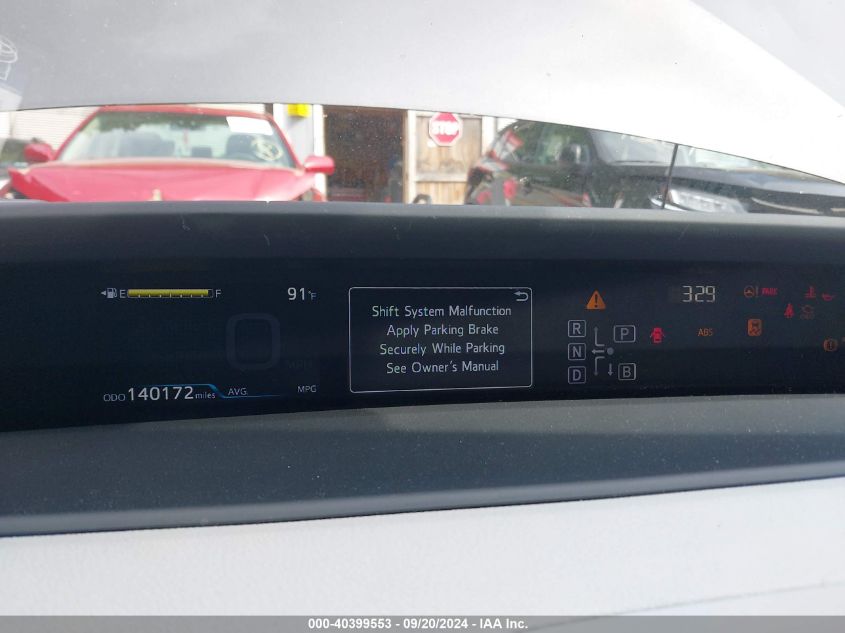 STOP
E F
91°F
329
PARK
Shift System Malfunction
Apply Parking Brake
Securely While Parking
See Owner's Manual
R
P
N
D
B
ABS
ODO 140172 miles
AVG.
MPG
000-40399553 - 09/20/2024 - IAA Inc.